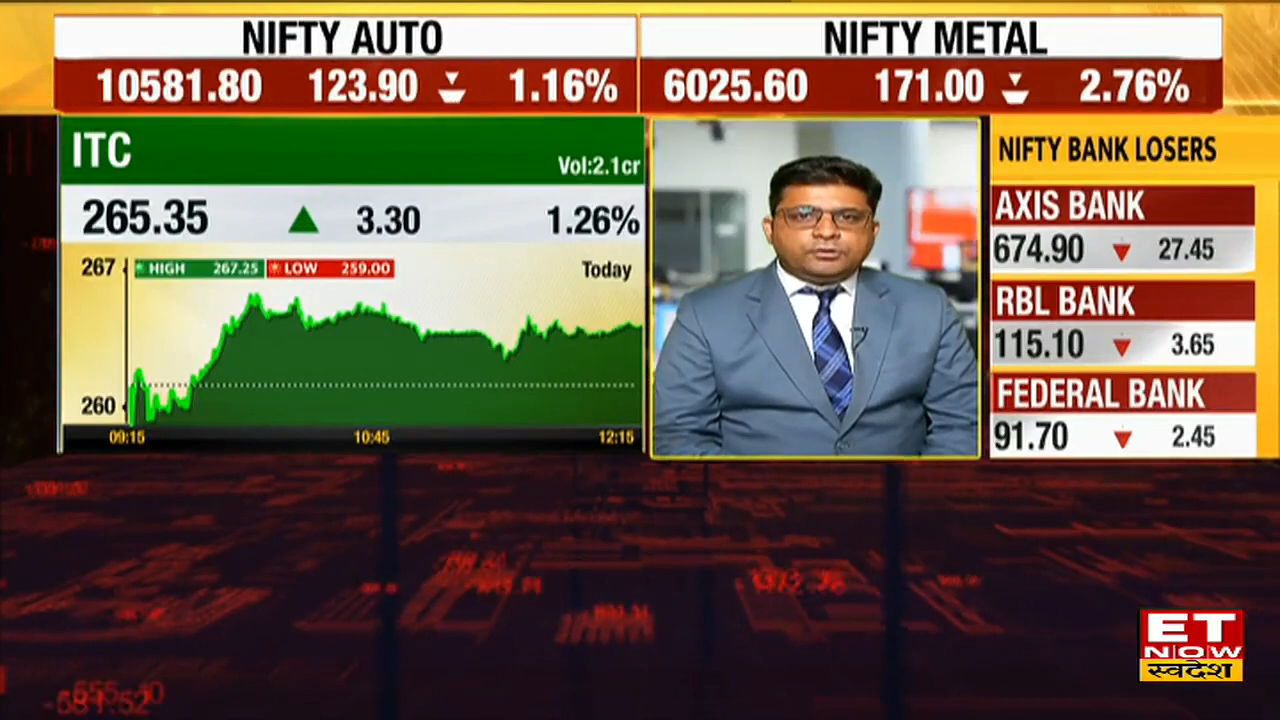 NIFTY AUTO
10581.80 123.90 1.16%
NIFTY METAL
6025.60 171.00 2.76%
ITC
Vol:2.1cr
265.35 3.30 1.26%
267
HIGH 267.25 LOW 259.00
Today
260
09:15 10:45 12:15
NIFTY BANK LOSERS
AXIS BANK
674.90 27.45
RBL BANK
115.10 3.65
FEDERAL BANK
91.70 2.45
ET
NOW
स्वदेश